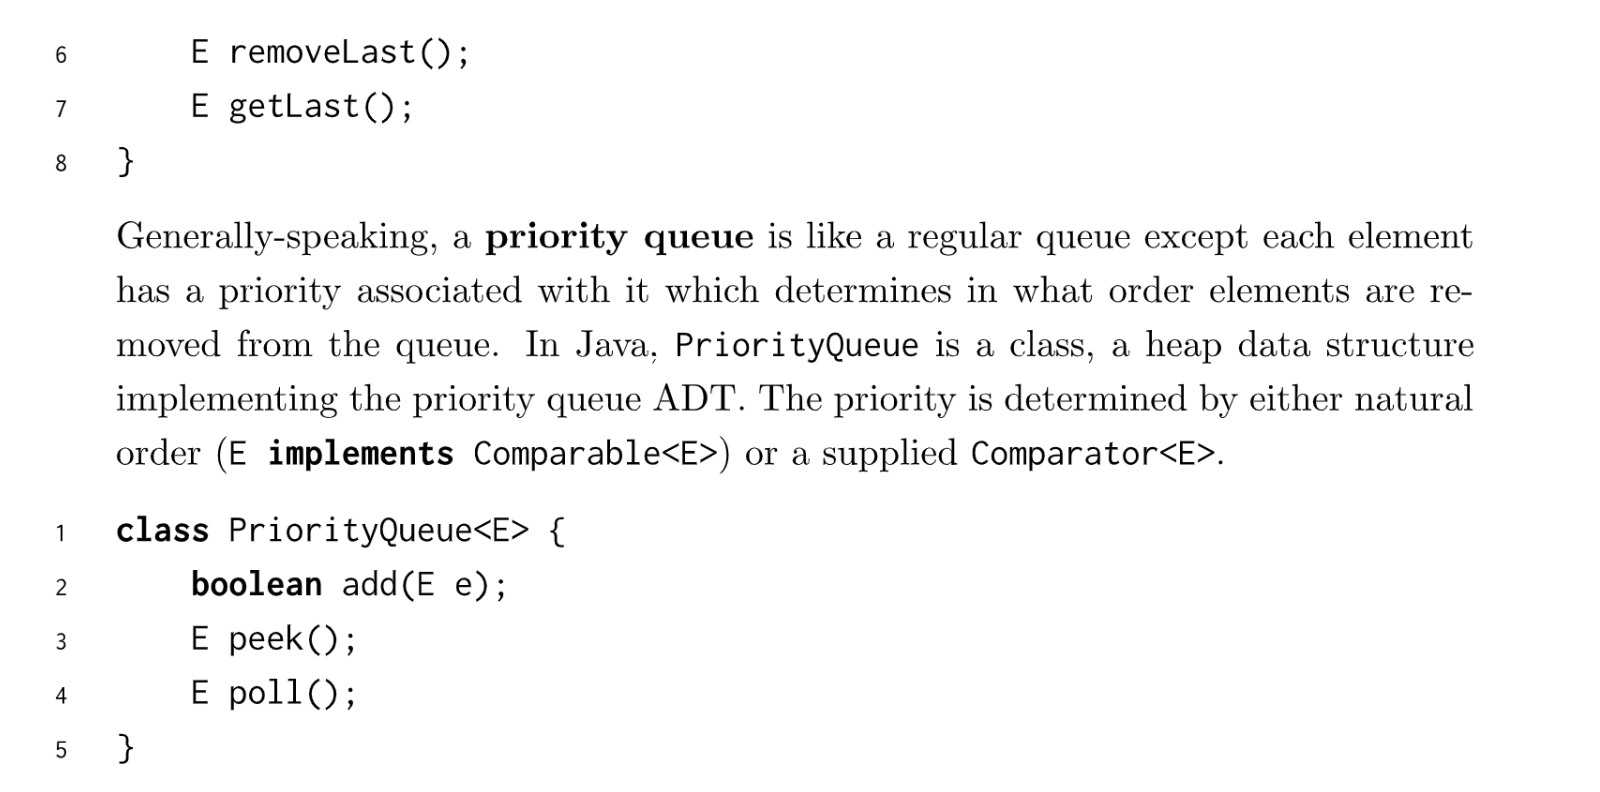 6 E removeLast();
7 E getLast();
8 }
Generally-speaking, a priority queue is like a regular queue except each element
has a priority associated with it which determines in what order elements are re-
moved from the queue. In Java, PriorityQueue is a class, a heap data structure
implementing the priority queue ADT. The priority is determined by either natural
order (E implements Comparable<E>) or a supplied Comparator<E>.
1 class PriorityQueue<E> {
2 boolean add(E e);
3 E peek();
4 E poll();
5 }